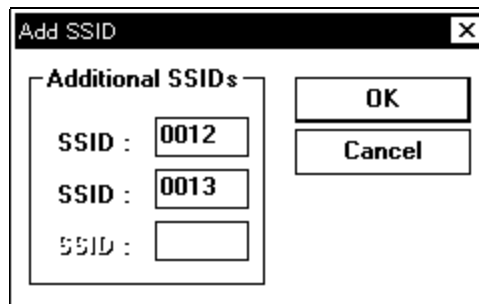 Add SSID
Additional SSIDs
OK
SSID : 0012
Cancel
SSID : 0013
SSID :